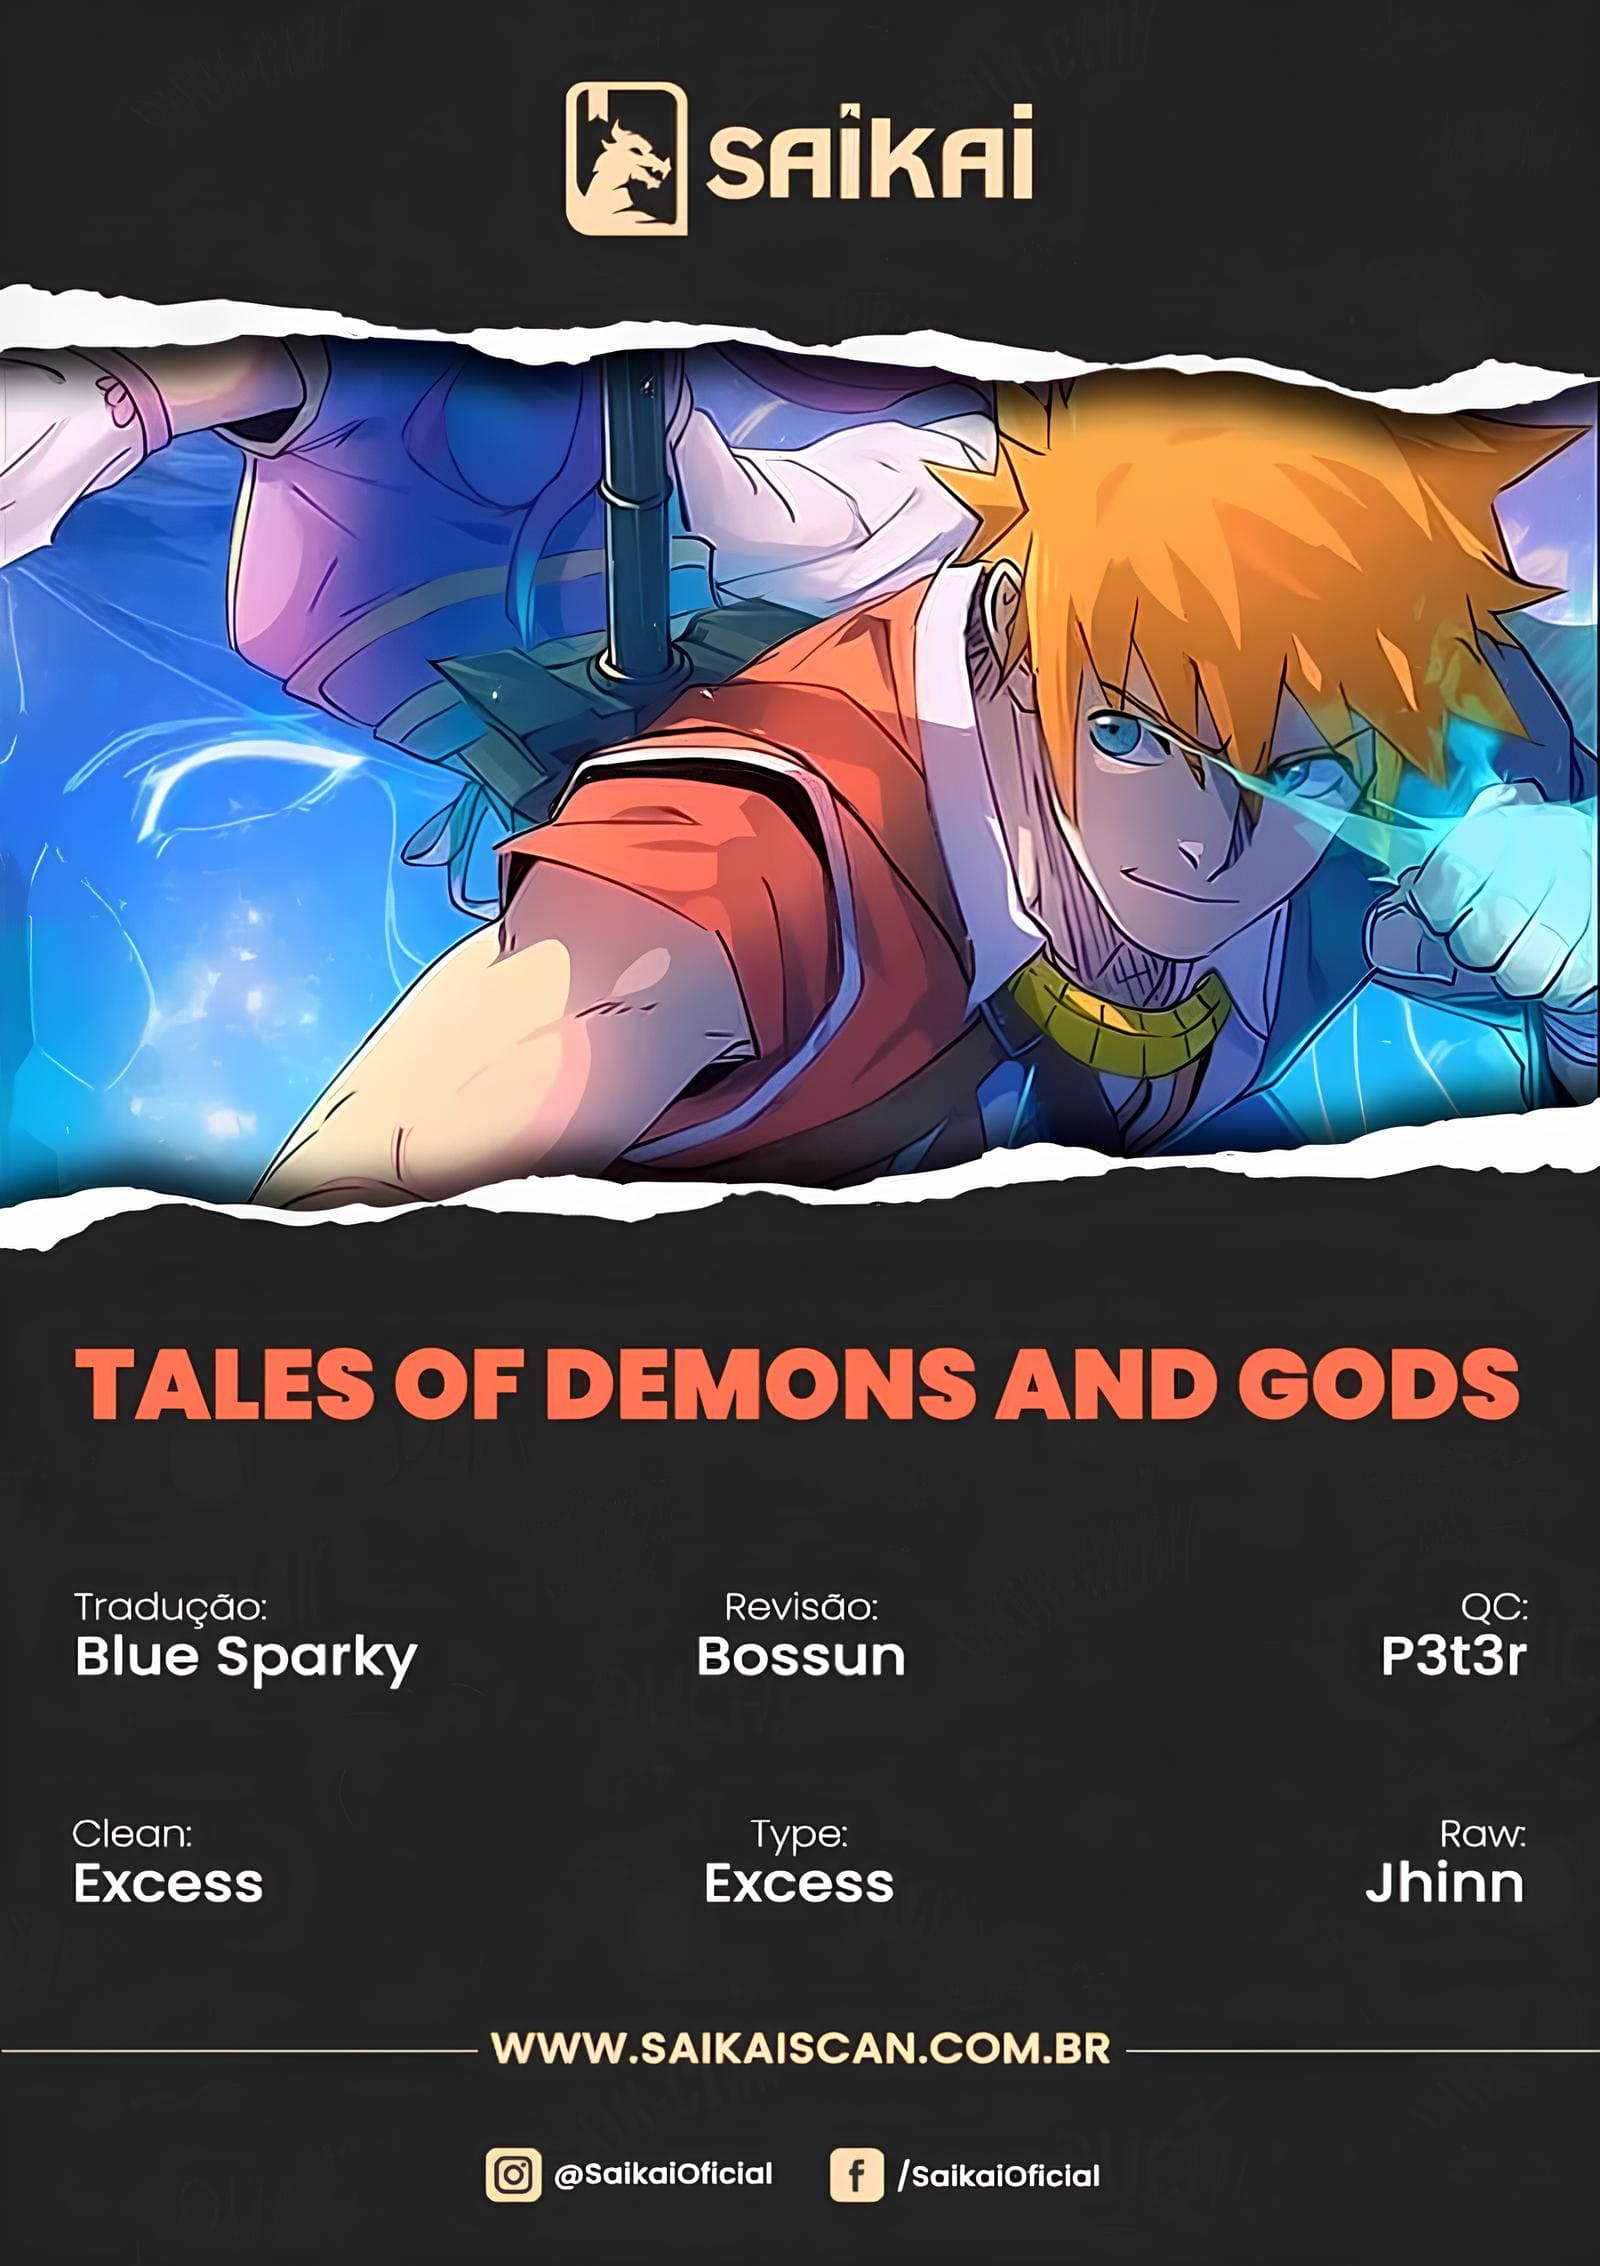 SAIKAI
TALES OF DEMONS AND GODS
Tradução:
Blue Sparky
Revisão:
Bossun
QC:
P3t3r
Clean:
Excess
Type:
Excess
Raw:
Jhinn
WWW.SAIKAISCAN.COM.BR
@SaikaiOficial
/SaikaiOficial